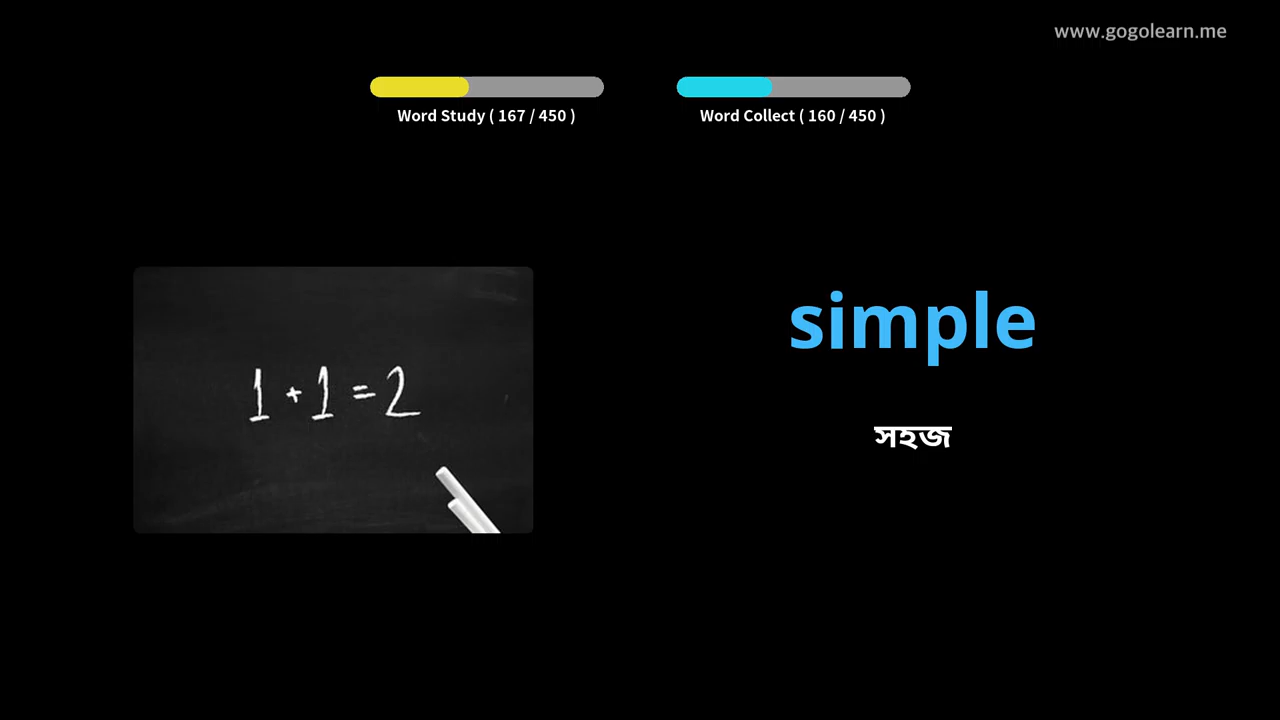 www.gogolearn.me
Word Study ( 167 / 450 )
Word Collect ( 160 / 450 )
1 + 1 = 2
simple
সহজ